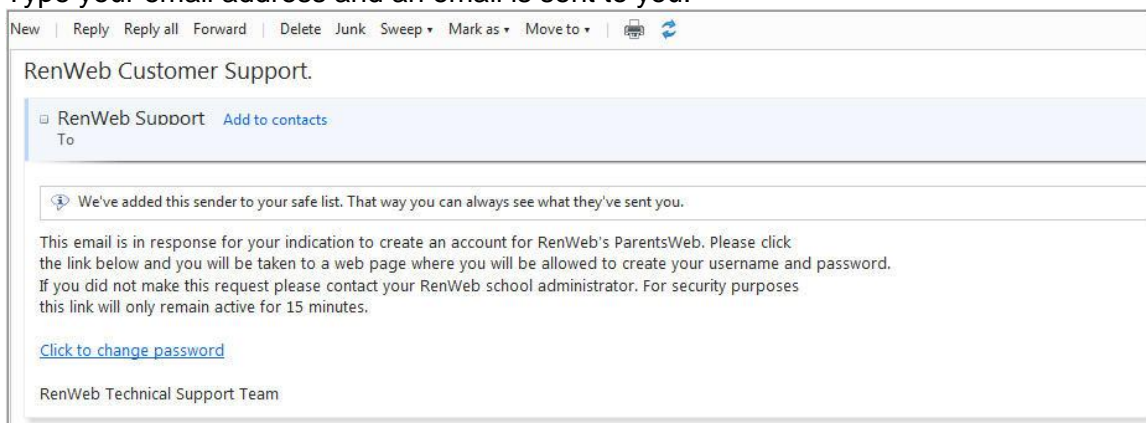 Type your email address and an email is sent to you.
New | Reply Reply all Forward | Delete Junk Sweep Mark as Move to |
RenWeb Customer Support.
RenWeb Support Add to contacts
To
We've added this sender to your safe list. That way you can always see what they've sent you.
This email is in response for your indication to create an account for RenWeb's ParentsWeb. Please click
the link below and you will be taken to a web page where you will be allowed to create your username and password.
If you did not make this request please contact your RenWeb school administrator. For security purposes
this link will only remain active for 15 minutes.
Click to change password
RenWeb Technical Support Team